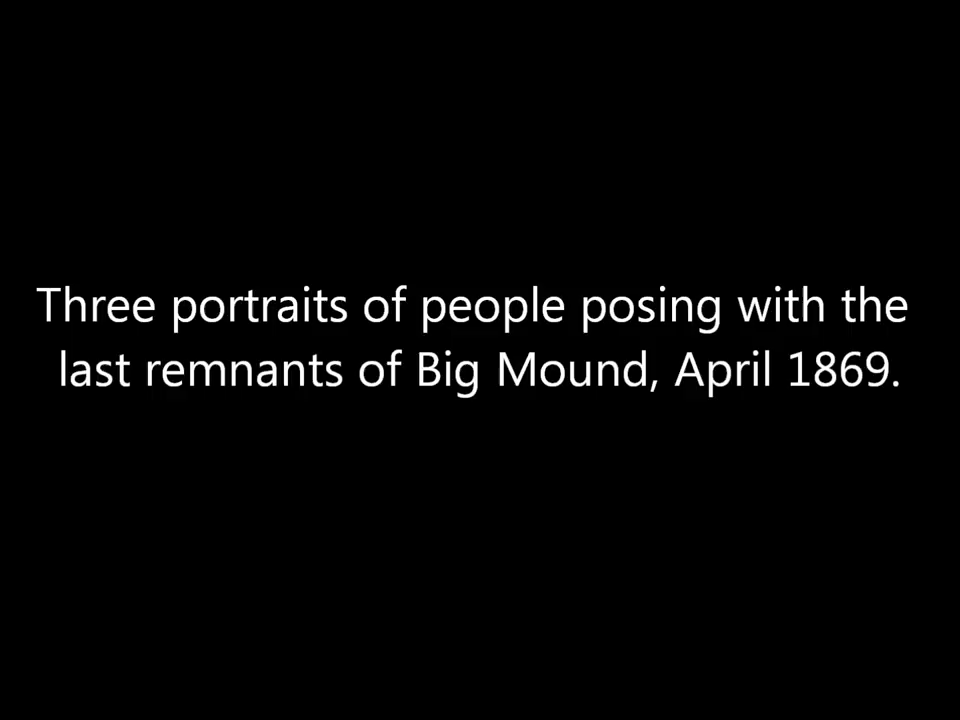 Three portraits of people posing with the
last remnants of Big Mound, April 1869.